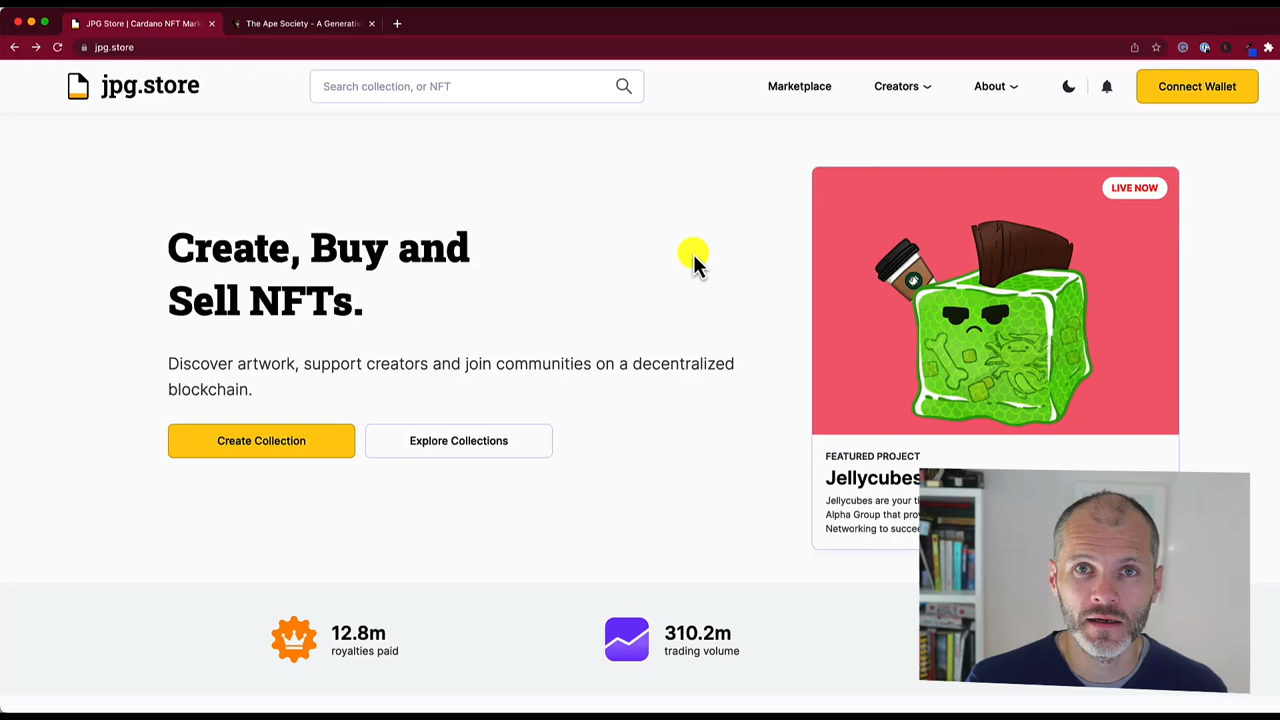 JPG Store | Cardano NFT Mark
The Ape Society - A Generativ
jpg.store
jpg.store
Search collection, or NFT
Marketplace
Creators
About
Connect Wallet
LIVE NOW
Create, Buy and
Sell NFTs.
Discover artwork, support creators and join communities on a decentralized
blockchain.
Create Collection
Explore Collections
FEATURED PROJECT
Jellycubes
Jellycubes are your
Alpha Group that
Networking to
12.8m
royalties paid
310.2m
trading volume